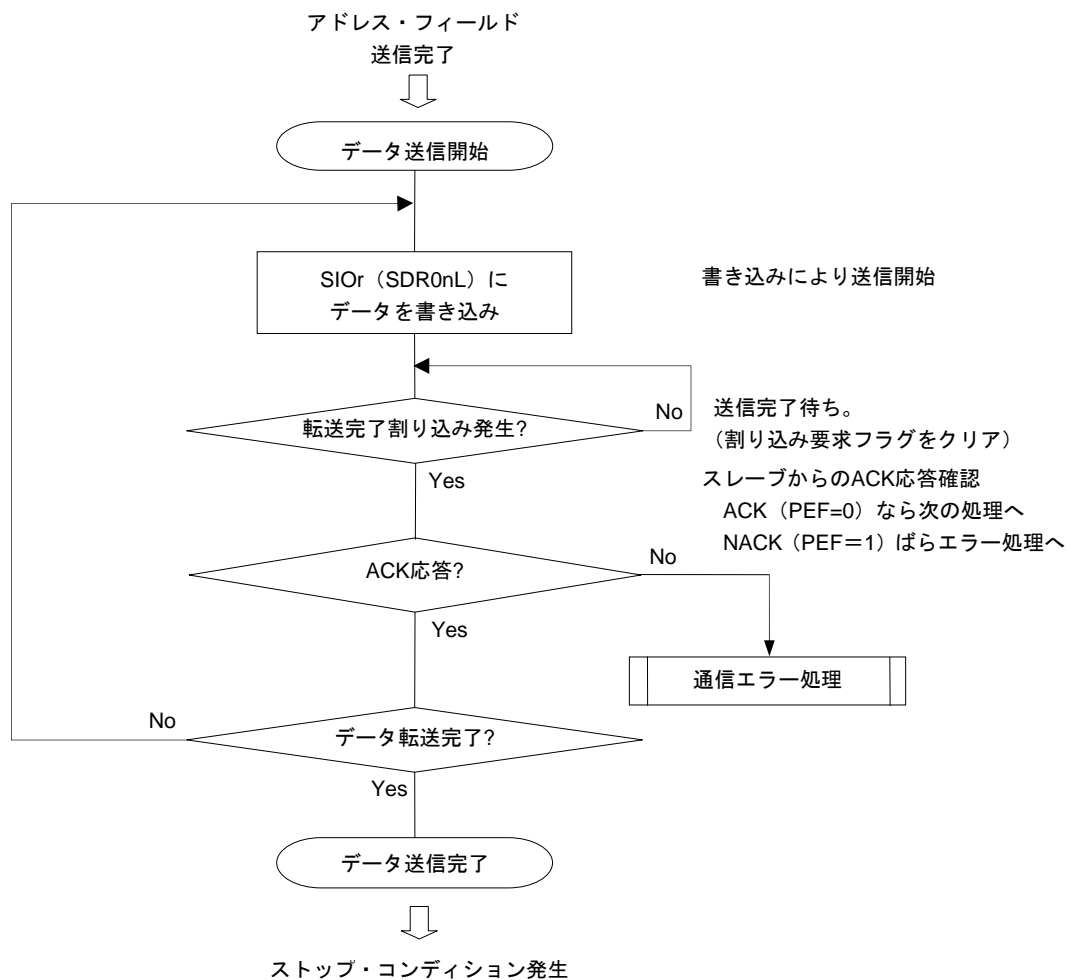 アドレス・フィールド
送信完了
データ送信開始
SIOr（SDR0nL）に
データを書き込み
書き込みにより送信開始
転送完了割り込み発生?
No
送信完了待ち。
（割り込み要求フラグをクリア）
Yes
スレーブからのACK応答確認
ACK（PEF=0）なら次の処理へ
NACK（PEF＝1）ばらエラー処理へ
ACK応答?
No
Yes
通信エラー処理
No
データ転送完了?
Yes
データ送信完了
ストップ・コンディション発生